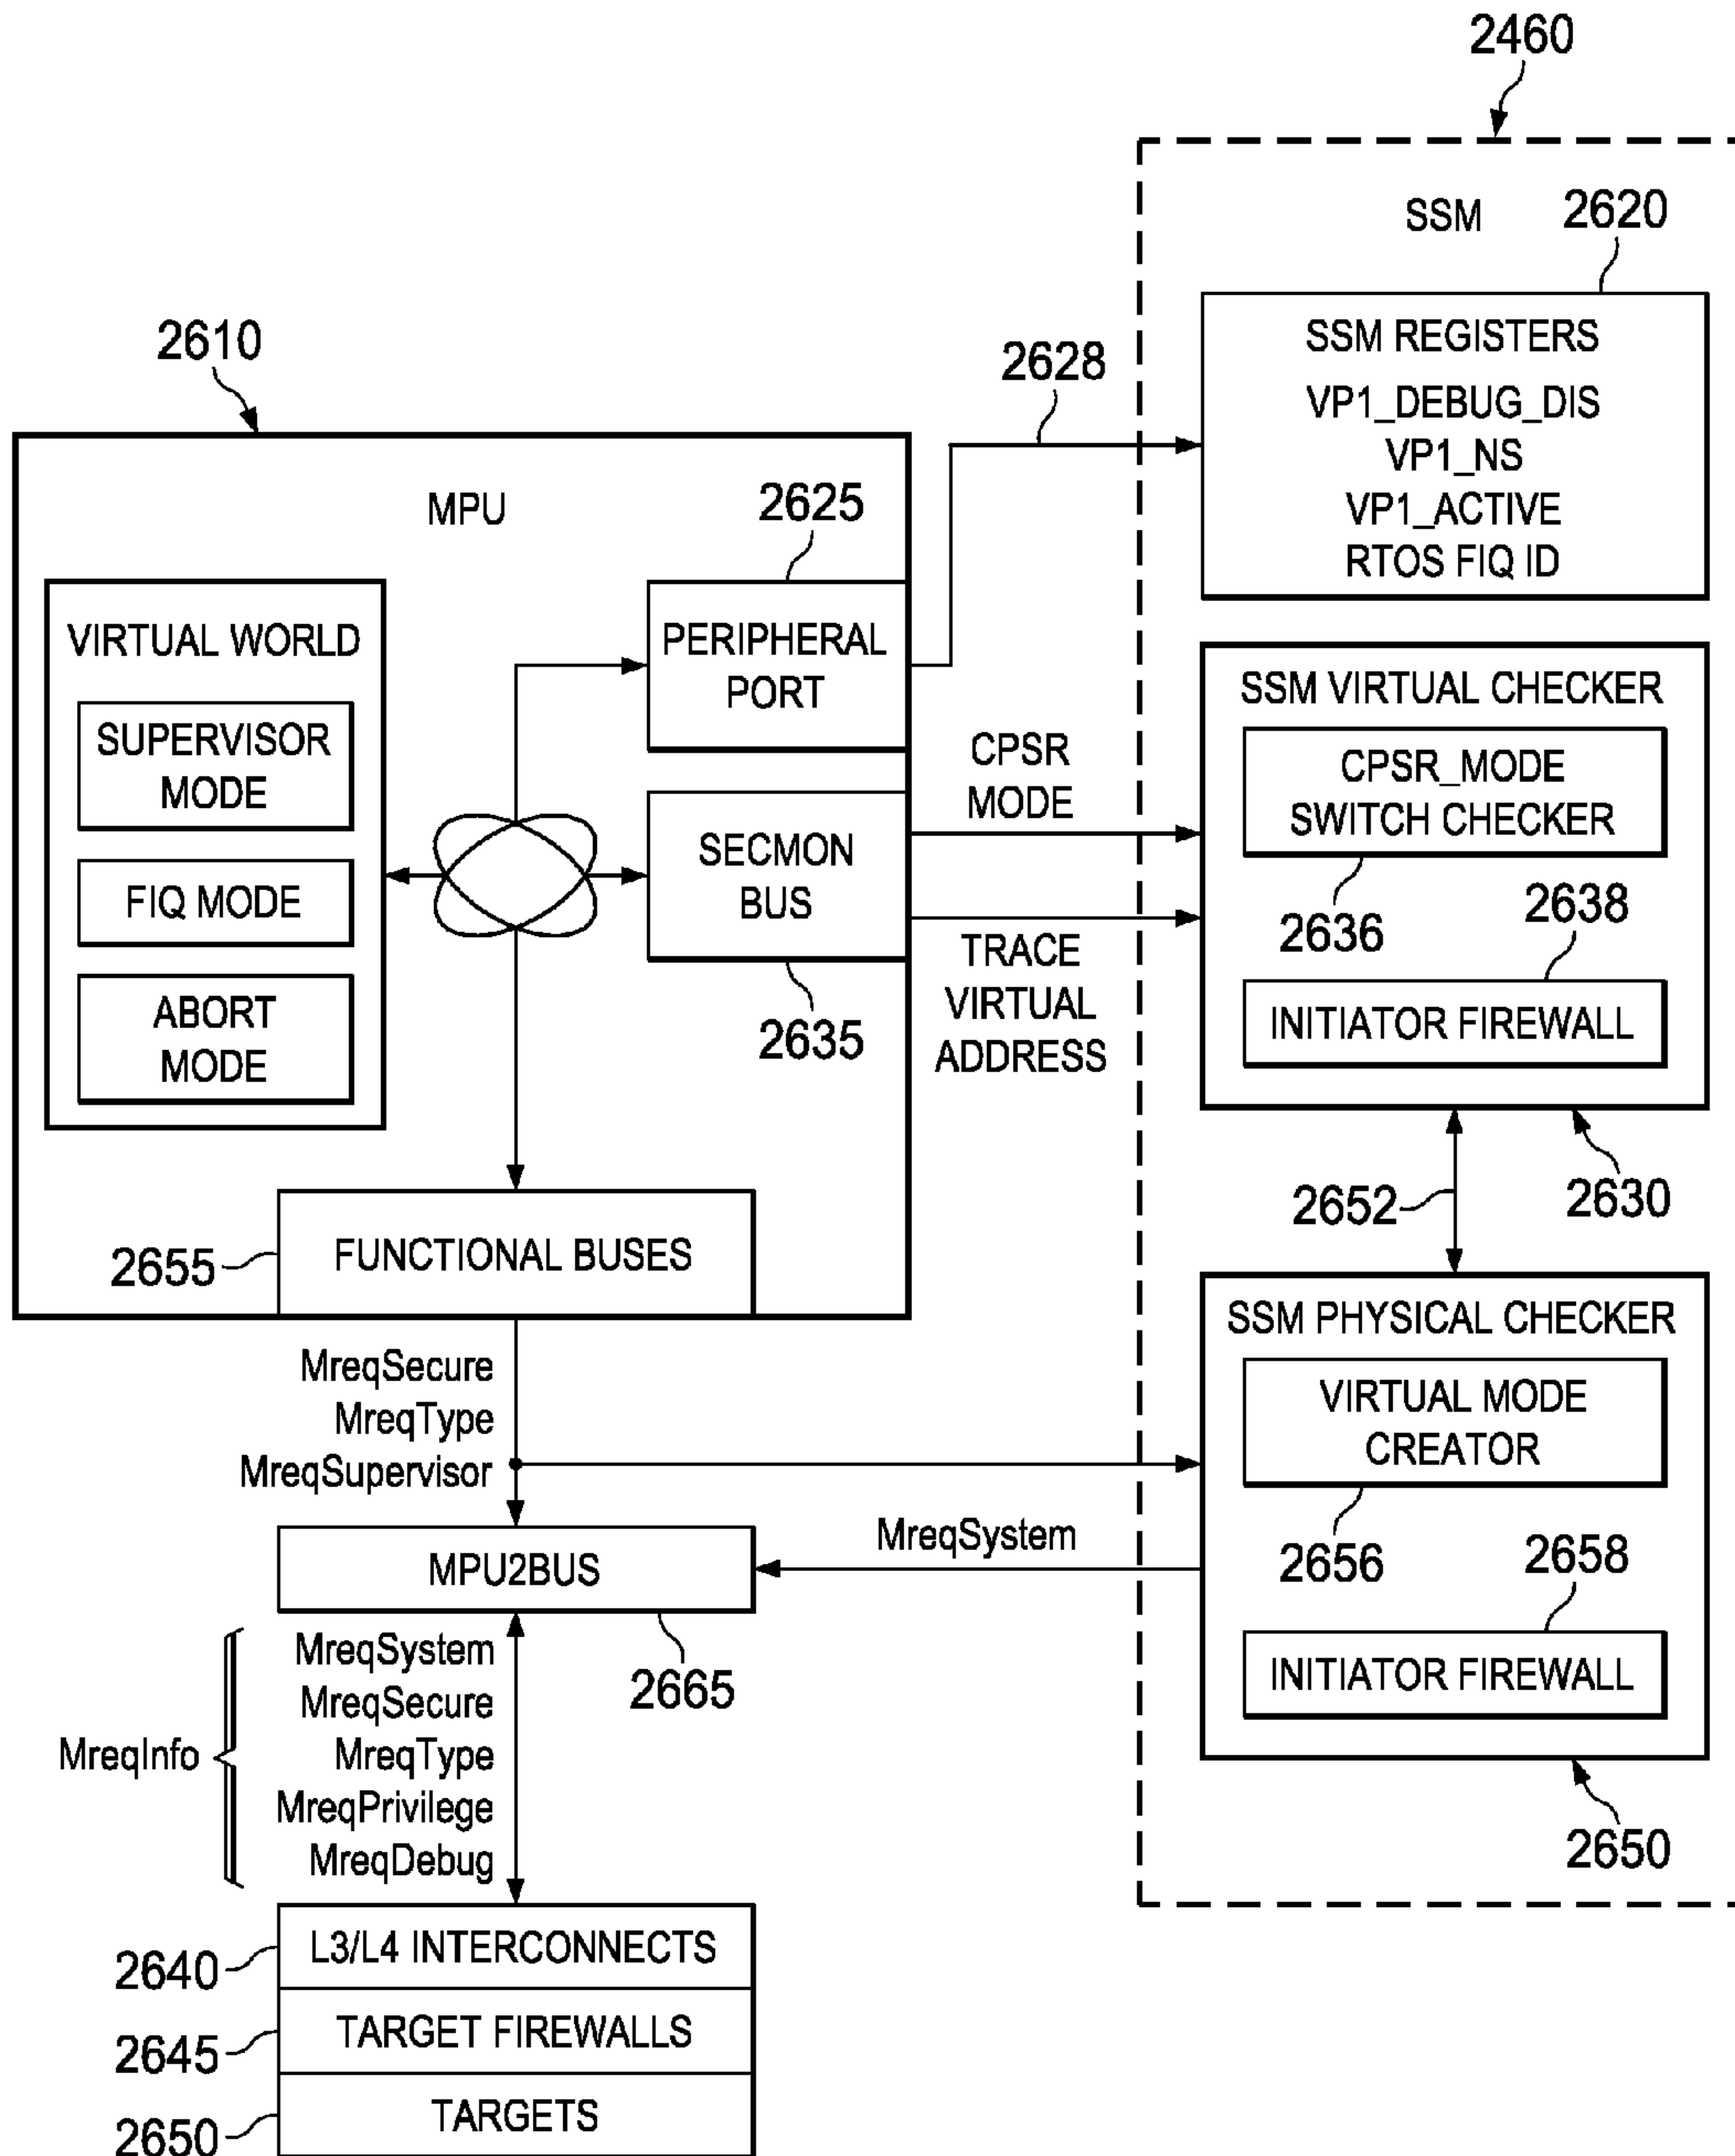 2460
SSM
2620
SSM REGISTERS
VP1_DEBUG_DIS
VP1_NS
VP1_ACTIVE
RTOS FIQ ID
2610
2628
MPU
2625
VIRTUAL WORLD
SUPERVISOR
MODE
FIQ MODE
ABORT
MODE
PERIPHERAL
PORT
SECMON
BUS
2635
CPSR
MODE
TRACE
VIRTUAL
ADDRESS
SSM VIRTUAL CHECKER
CPSR_MODE
SWITCH CHECKER
2636
2638
INITIATOR FIREWALL
2652
2630
2655
FUNCTIONAL BUSES
SSM PHYSICAL CHECKER
VIRTUAL MODE
CREATOR
2656
2658
INITIATOR FIREWALL
2650
MreqSecure
MreqType
MreqSupervisor
MreqSystem
MPU2BUS
2665
MreqInfo
MreqSystem
MreqSecure
MreqType
MreqPrivilege
MreqDebug
2640
L3/L4 INTERCONNECTS
2645
TARGET FIREWALLS
2650
TARGETS